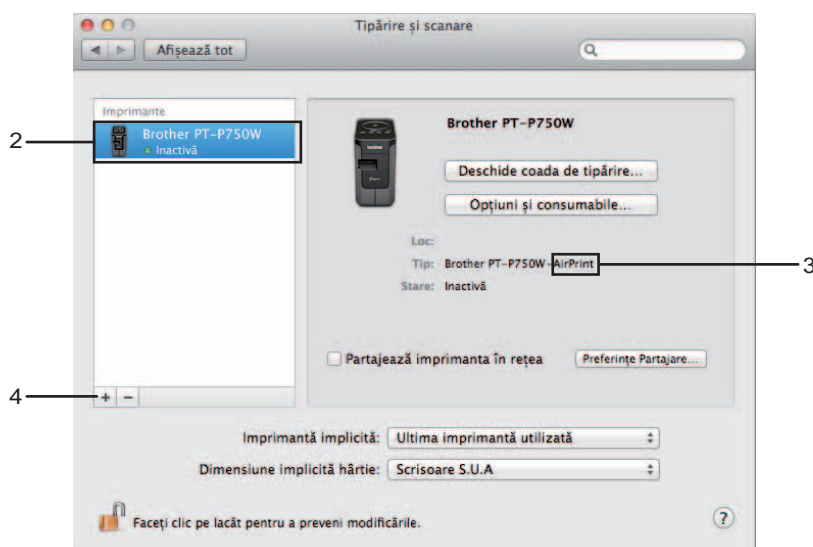 Tipărire și scanare
Afișează tot
Imprimante
Brother PT-P750W
Inactivă
2
Brother PT-P750W
Deschide coada de tipărire...
Opțiuni și consumabile...
Loc:
Tip: Brother PT-P750W-AirPrint
3
Stare: Inactivă
Partajează imprimanta în rețea
Preferințe Partajare...
4
+ −
Imprimantă implicită: Ultima imprimantă utilizată
Dimensiune implicită hârtie: Scrisoare S.U.A
Faceți clic pe lacăt pentru a preveni modificările.
?